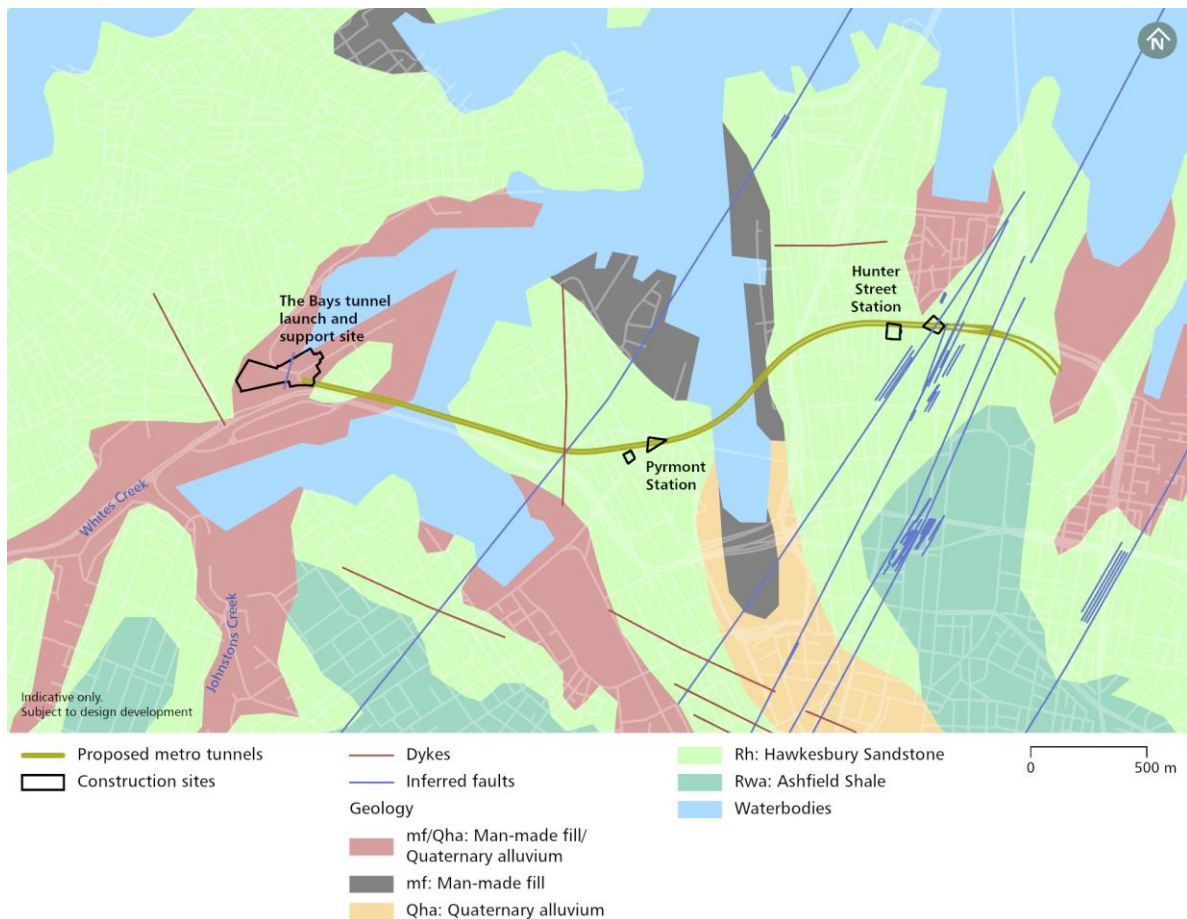 N
The Bays tunnel
launch and
support site
Hunter
Street
Station
Pyrmont
Station
Whites Creek
Johnstons Creek
Indicative only.
Subject to design development
Proposed metro tunnels
Construction sites
Dykes
Inferred faults
Geology
mf/Qha: Man-made fill/
Quaternary alluvium
mf: Man-made fill
Qha: Quaternary alluvium
Rh: Hawkesbury Sandstone
Rwa: Ashfield Shale
Waterbodies
0 500 m